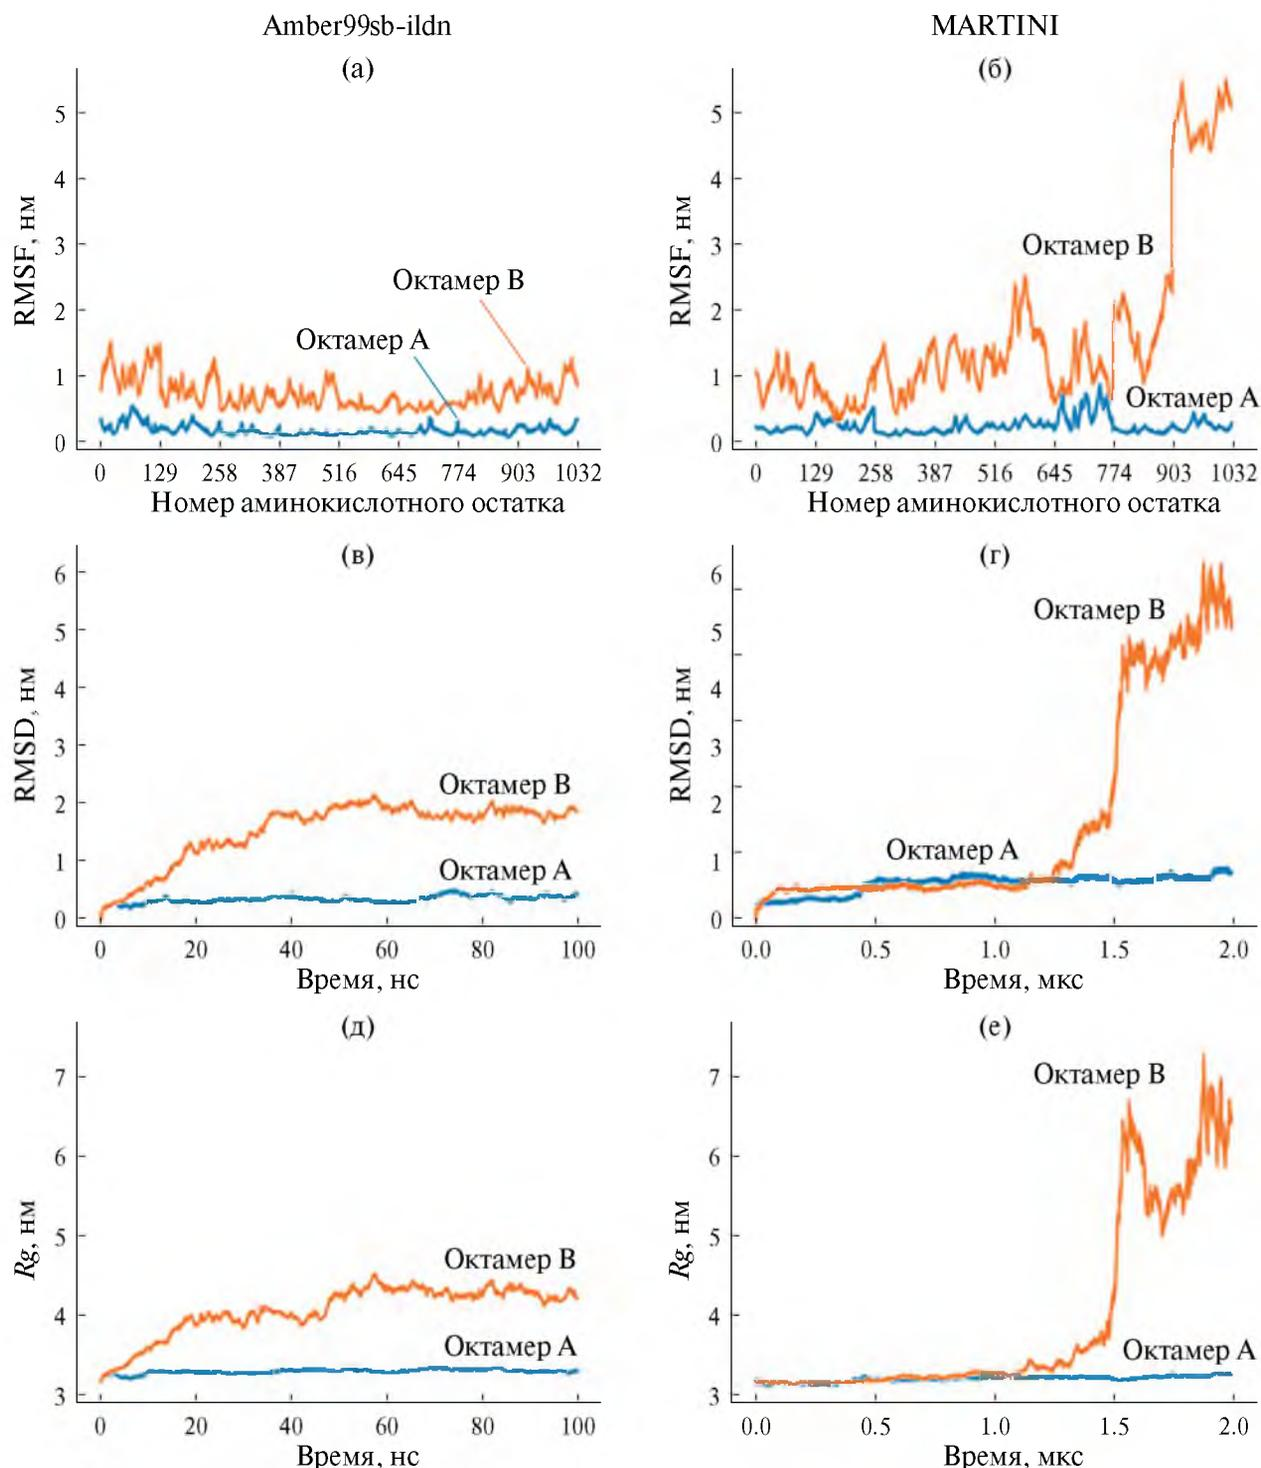 Amber99sb-ildn
MARTINI
(а)
(б)
5
4
3
2
1
0
RMSF, нм
Октамер B
Октамер A
0 129 258 387 516 645 774 903 1032
Номер аминокислотного остатка
5
4
3
2
1
0
RMSF, нм
Октамер B
Октамер A
0 129 258 387 516 645 774 903 1032
Номер аминокислотного остатка
(в)
(г)
6
5
4
3
2
1
0
RMSD, нм
Октамер B
Октамер A
0 20 40 60 80 100
Время, нс
6
5
4
3
2
1
0
RMSD, нм
Октамер B
Октамер A
0.0 0.5 1.0 1.5 2.0
Время, мкс
(д)
(е)
7
6
5
4
3
Rg, нм
Октамер B
Октамер A
0 20 40 60 80 100
Время, нс
7
6
5
4
3
Rg, нм
Октамер B
Октамер A
0.0 0.5 1.0 1.5 2.0
Время, мкс